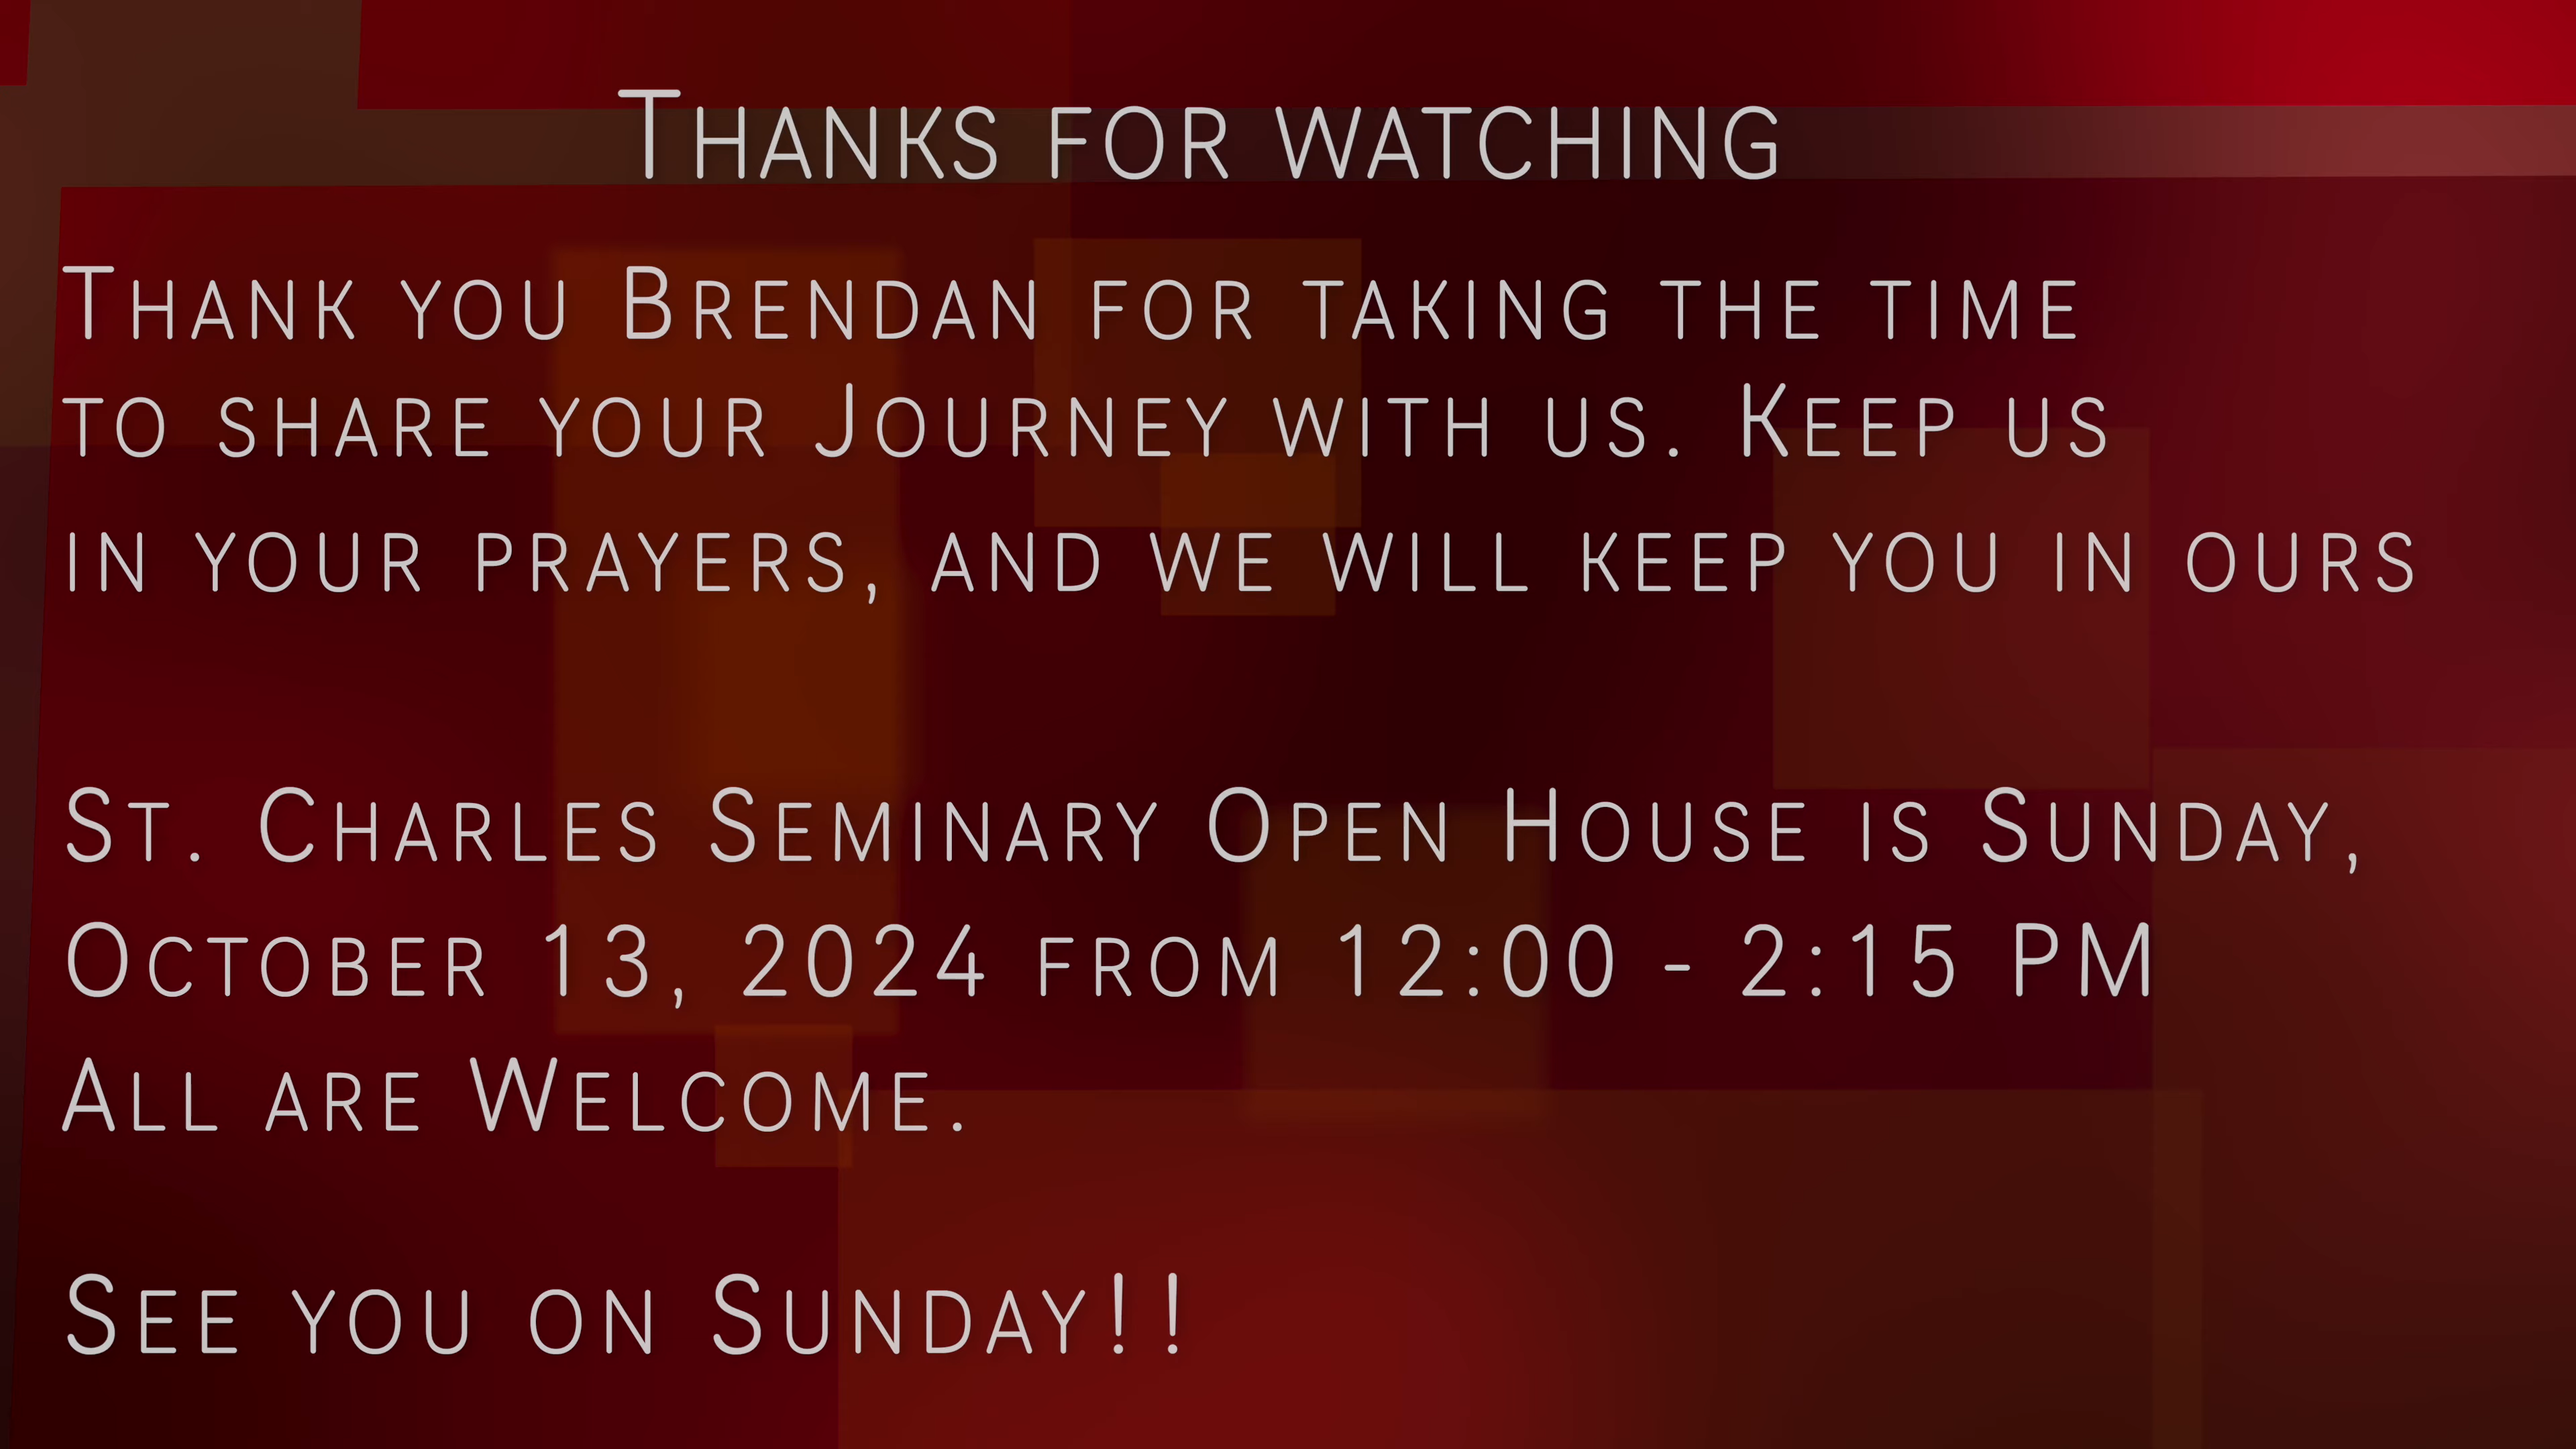 Thanks for watching
Thank you Brendan for taking the time
to share your Journey with us. Keep us
in your prayers, and we will keep you in ours
St. Charles Seminary Open House is Sunday,
October 13, 2024 from 12:00 - 2:15 PM
All are Welcome.
See you on Sunday!!